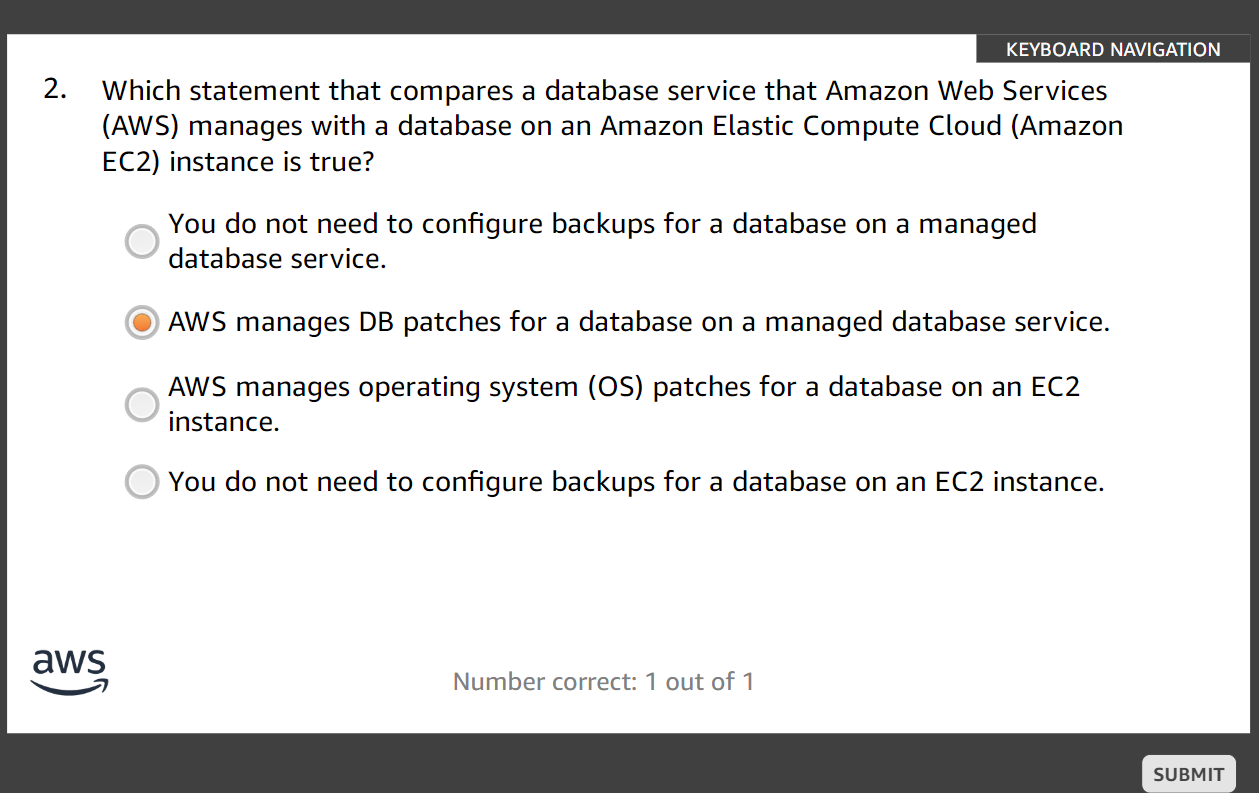 KEYBOARD NAVIGATION
2. Which statement that compares a database service that Amazon Web Services
(AWS) manages with a database on an Amazon Elastic Compute Cloud (Amazon
EC2) instance is true?
You do not need to configure backups for a database on a managed
database service.
AWS manages DB patches for a database on a managed database service.
AWS manages operating system (OS) patches for a database on an EC2
instance.
You do not need to configure backups for a database on an EC2 instance.
aws
Number correct: 1 out of 1
SUBMIT